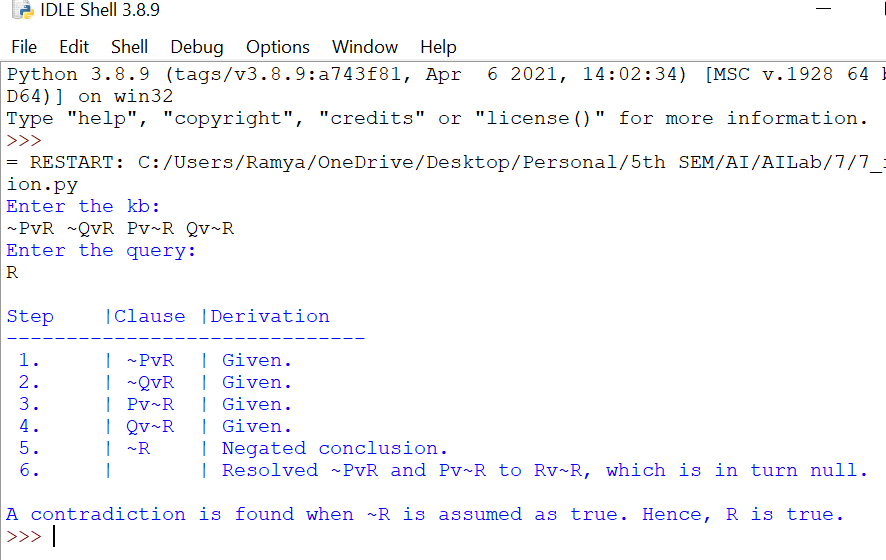 IDLE Shell 3.8.9
File Edit Shell Debug Options Window Help
Python 3.8.9 (tags/v3.8.9:a743f81, Apr  6 2021, 14:02:34) [MSC v.1928 64
D64)] on win32
Type "help", "copyright", "credits" or "license()" for more information.
>>>
= RESTART: C:/Users/Ramya/OneDrive/Desktop/Personal/5th SEM/AI/AILab/7/7_
ion.py
Enter the kb:
~PvR ~QvR Pv~R Qv~R
Enter the query:
R
Step    |Clause |Derivation
------------------------------
1.     | ~PvR  | Given.
2.     | ~QvR  | Given.
3.     | Pv~R  | Given.
4.     | Qv~R  | Given.
5.     | ~R    | Negated conclusion.
6.     |       | Resolved ~PvR and Pv~R to Rv~R, which is in turn null.
A contradiction is found when ~R is assumed as true. Hence, R is true.
>>>